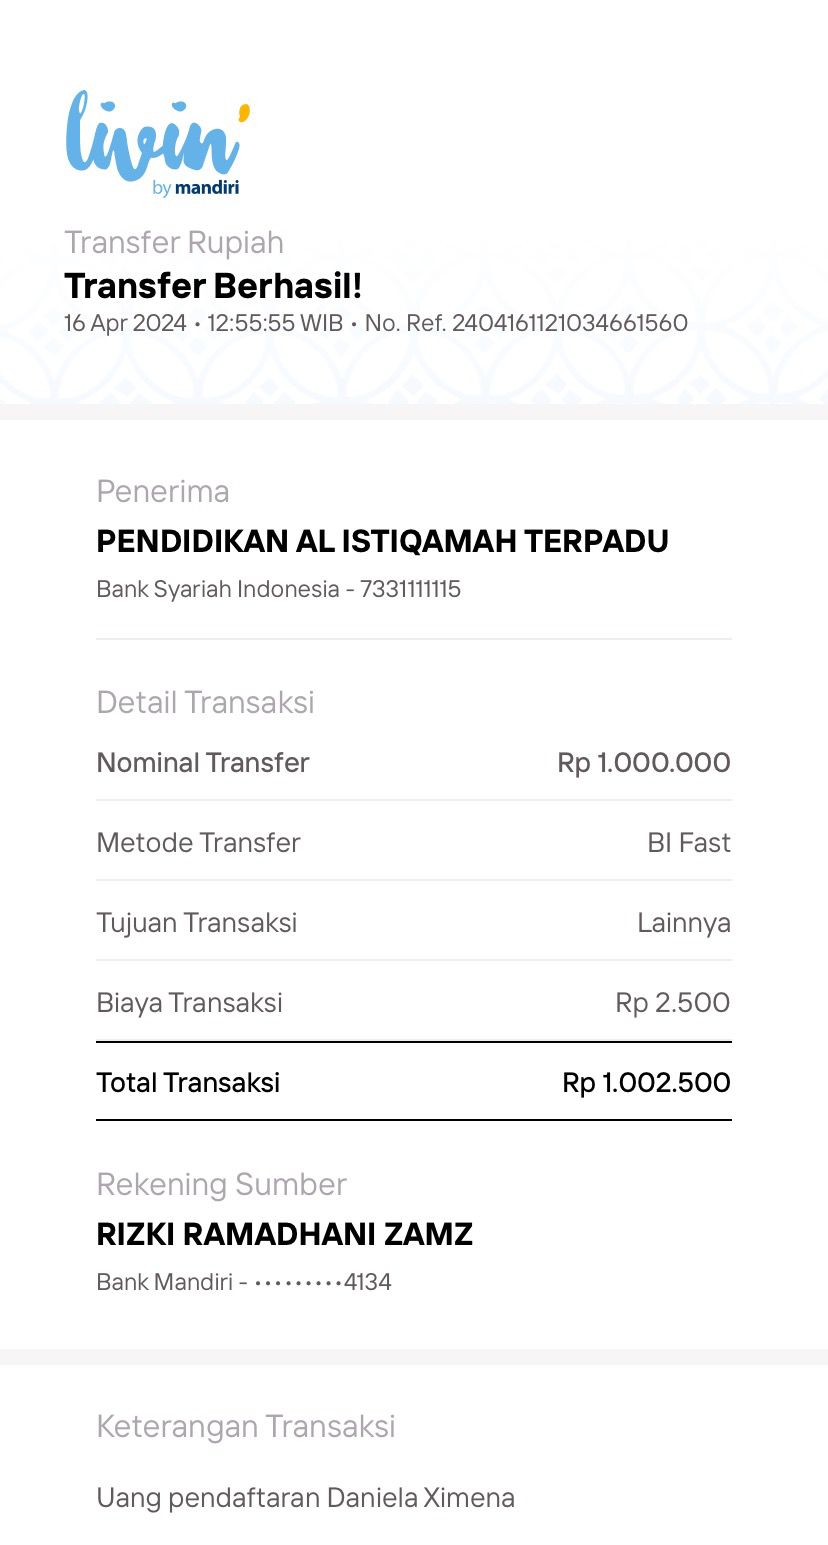 livin'
by mandiri
Transfer Rupiah
Transfer Berhasil!
16 Apr 2024 • 12:55:55 WIB • No. Ref. 2404161121034661560
Penerima
PENDIDIKAN AL ISTIQAMAH TERPADU
Bank Syariah Indonesia - 7331111115
Detail Transaksi
Nominal Transfer Rp 1.000.000
Metode Transfer BI Fast
Tujuan Transaksi Lainnya
Biaya Transaksi Rp 2.500
Total Transaksi Rp 1.002.500
Rekening Sumber
RIZKI RAMADHANI ZAMZ
Bank Mandiri - •••••••••4134
Keterangan Transaksi
Uang pendaftaran Daniela Ximena